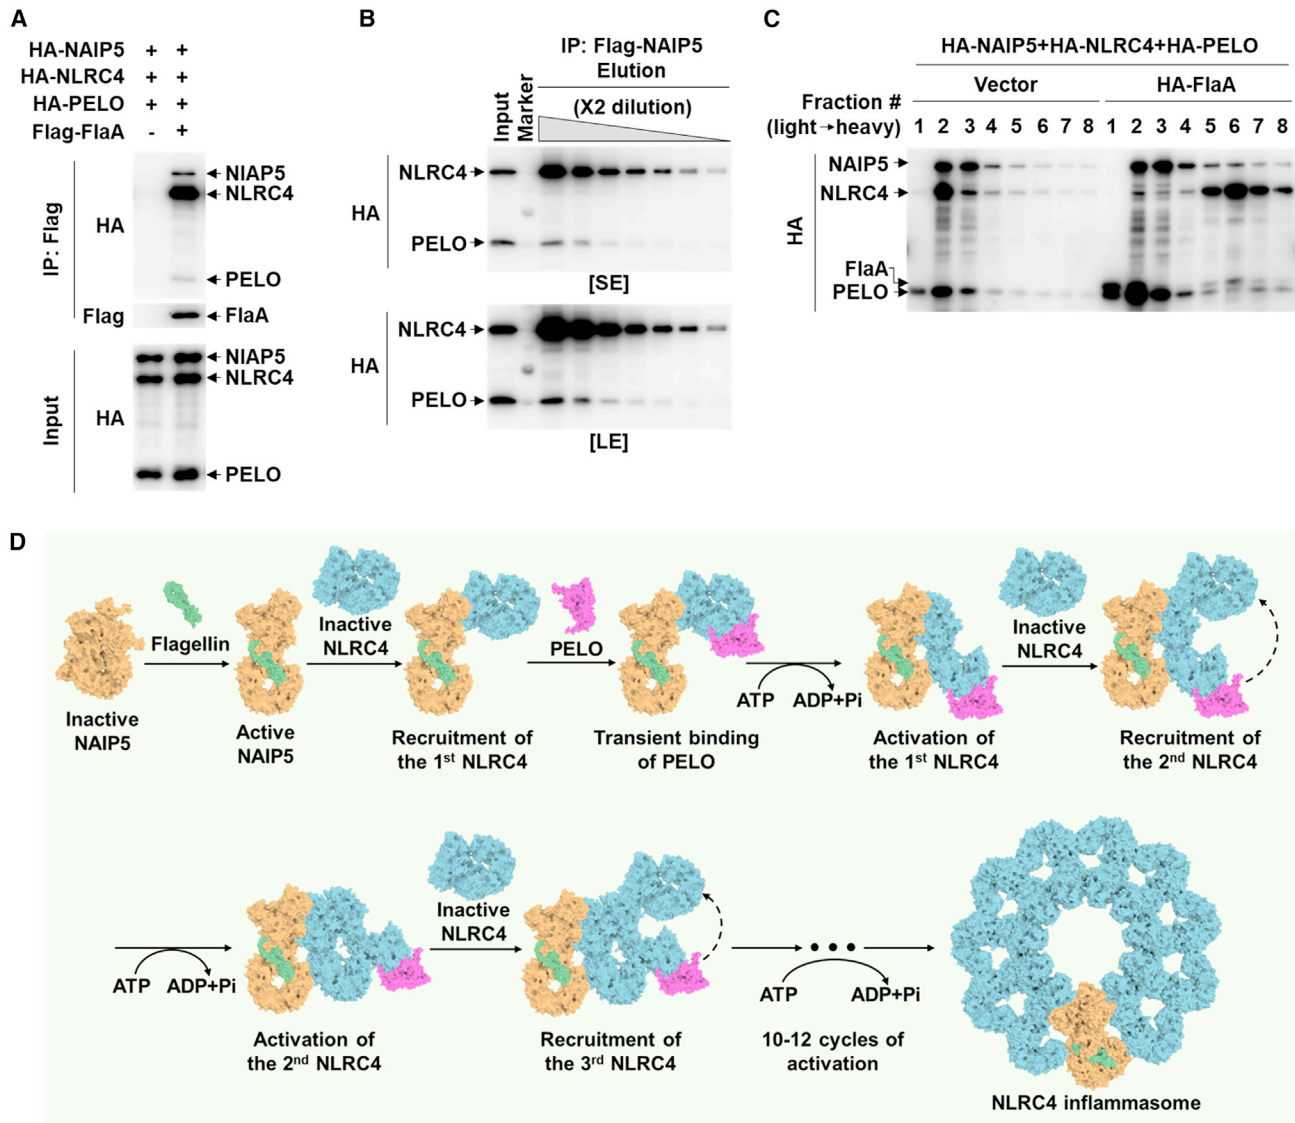 A
HA-NAIP5 + +
HA-NLRC4 + +
HA-PELO + +
Flag-FlaA - +
IP: Flag
HA
NIAP5
NLRC4
PELO
Flag
FlaA
Input
HA
NIAP5
NLRC4
PELO
B
IP: Flag-NAIP5
Elution
(X2 dilution)
Input
Marker
HA
NLRC4
PELO
[SE]
HA
NLRC4
PELO
[LE]
C
HA-NAIP5+HA-NLRC4+HA-PELO
Vector HA-FlaA
Fraction #
(light→heavy) 1 2 3 4 5 6 7 8 1 2 3 4 5 6 7 8
HA
NAIP5
NLRC4
FlaA
PELO
D
Inactive
NAIP5
Flagellin
Active
NAIP5
Inactive
NLRC4
Recruitment of
the 1st NLRC4
PELO
Transient binding
of PELO
ATP ADP+Pi
Activation of
the 1st NLRC4
Inactive
NLRC4
Recruitment of
the 2nd NLRC4
ATP ADP+Pi
Activation of
the 2nd NLRC4
Inactive
NLRC4
Recruitment of
the 3rd NLRC4
ATP ADP+Pi
10-12 cycles of
activation
NLRC4 inflammasome